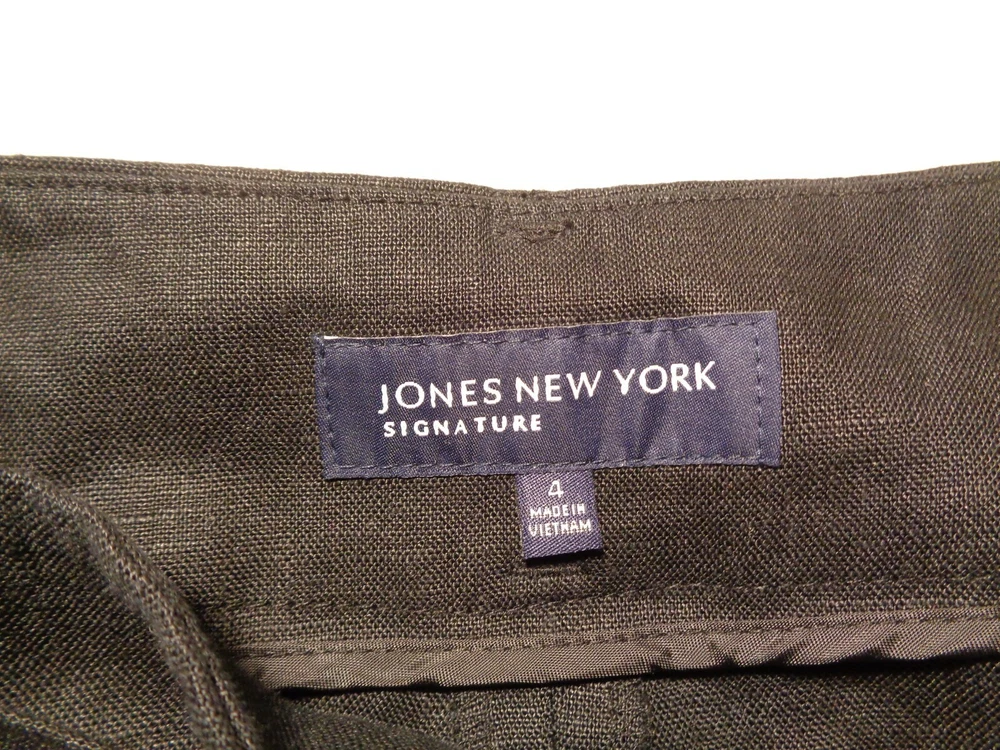 JONES NEW YORK
SIGNATURE
4
MADE IN
VIETNAM